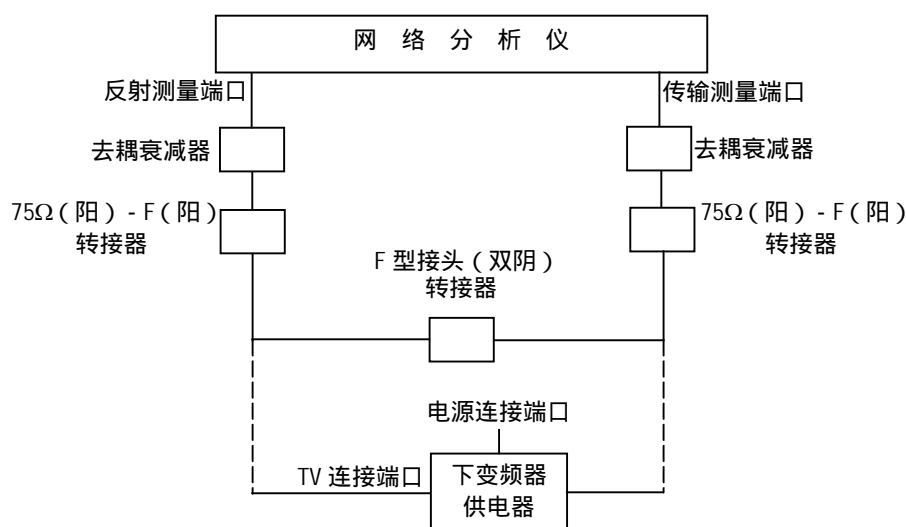 网 络 分 析 仪
反射测量端口
传输测量端口
去耦衰减器
去耦衰减器
75Ω（阳）- F（阳）
转接器
75Ω（阳）- F（阳）
转接器
F 型接头（双阴）
转接器
电源连接端口
TV 连接端口
下变频器
供电器